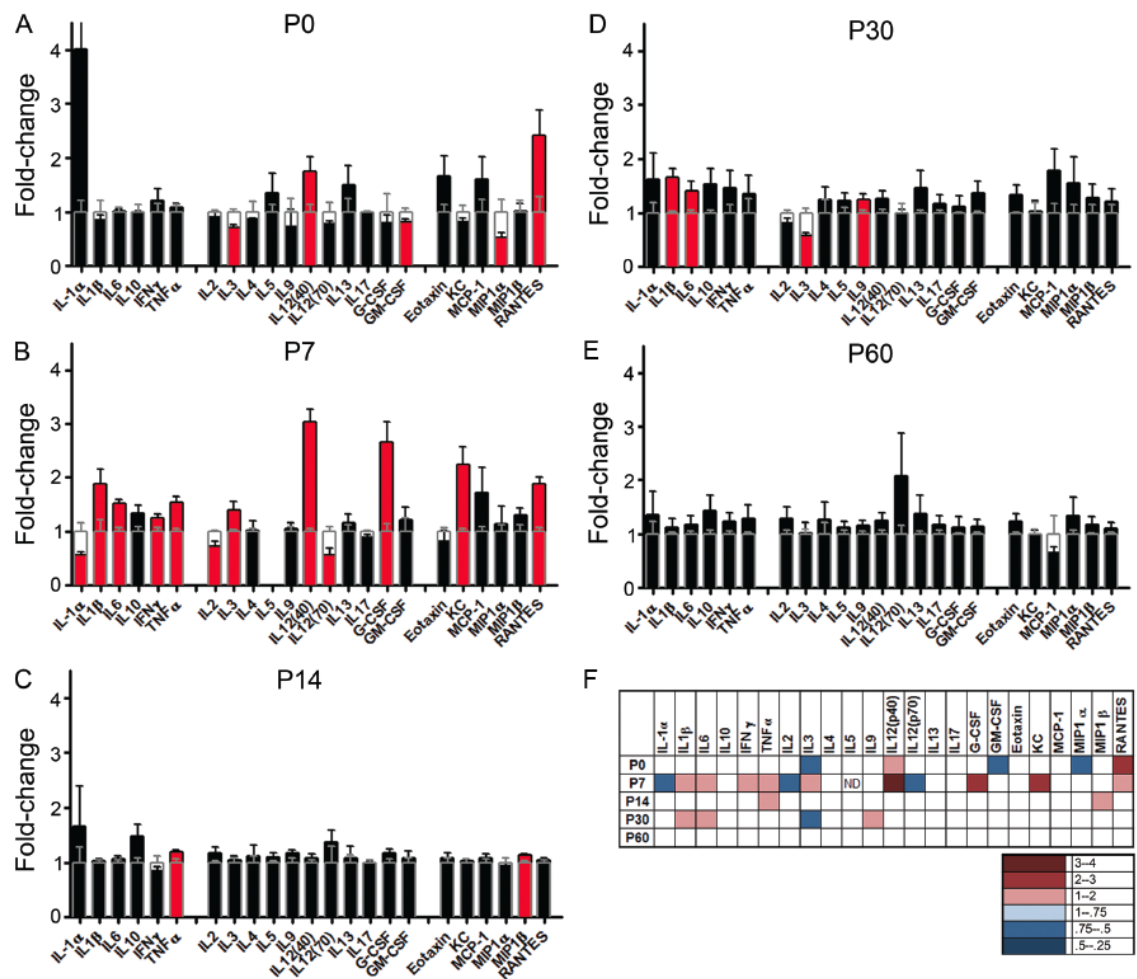 A
P0
Fold-change
4
3
2
1
0
IL-1α
IL1β
IL6
IL10
IFNγ
TNFα
IL2
IL3
IL4
IL5
IL9
IL12(40)
IL12(70)
IL13
IL17
G-CSF
GM-CSF
Eotaxin
KC
MCP-1
MIP1α
MIP1β
RANTES
B
P7
Fold-change
4
3
2
1
0
IL-1α
IL1β
IL6
IL10
IFNγ
TNFα
IL2
IL3
IL4
IL5
IL9
IL12(40)
IL12(70)
IL13
IL17
G-CSF
GM-CSF
Eotaxin
KC
MCP-1
MIP1α
MIP1β
RANTES
C
P14
Fold-change
4
3
2
1
0
IL-1α
IL1β
IL6
IL10
IFNγ
TNFα
IL2
IL3
IL4
IL5
IL9
IL12(40)
IL12(70)
IL13
IL17
G-CSF
GM-CSF
Eotaxin
KC
MCP-1
MIP1α
MIP1β
RANTES
D
P30
Fold-change
4
3
2
1
0
IL-1α
IL1β
IL6
IL10
IFNγ
TNFα
IL2
IL3
IL4
IL5
IL9
IL12(40)
IL12(70)
IL13
IL17
G-CSF
GM-CSF
Eotaxin
KC
MCP-1
MIP1α
MIP1β
RANTES
E
P60
Fold-change
4
3
2
1
0
IL-1α
IL1β
IL6
IL10
IFNγ
TNFα
IL2
IL3
IL4
IL5
IL9
IL12(40)
IL12(70)
IL13
IL17
G-CSF
GM-CSF
Eotaxin
KC
MCP-1
MIP1α
MIP1β
RANTES
F
IL-1α
IL1β
IL6
IL10
IFN γ
TNFα
IL2
IL3
IL4
IL5
IL9
IL12(p40)
IL12(p70)
IL13
IL17
G-CSF
GM-CSF
Eotaxin
KC
MCP-1
MIP1 α
MIP1 β
RANTES
P0
P7 ND
P14
P30
P60
3--4
2--3
1--2
1--.75
.75--.5
.5--.25